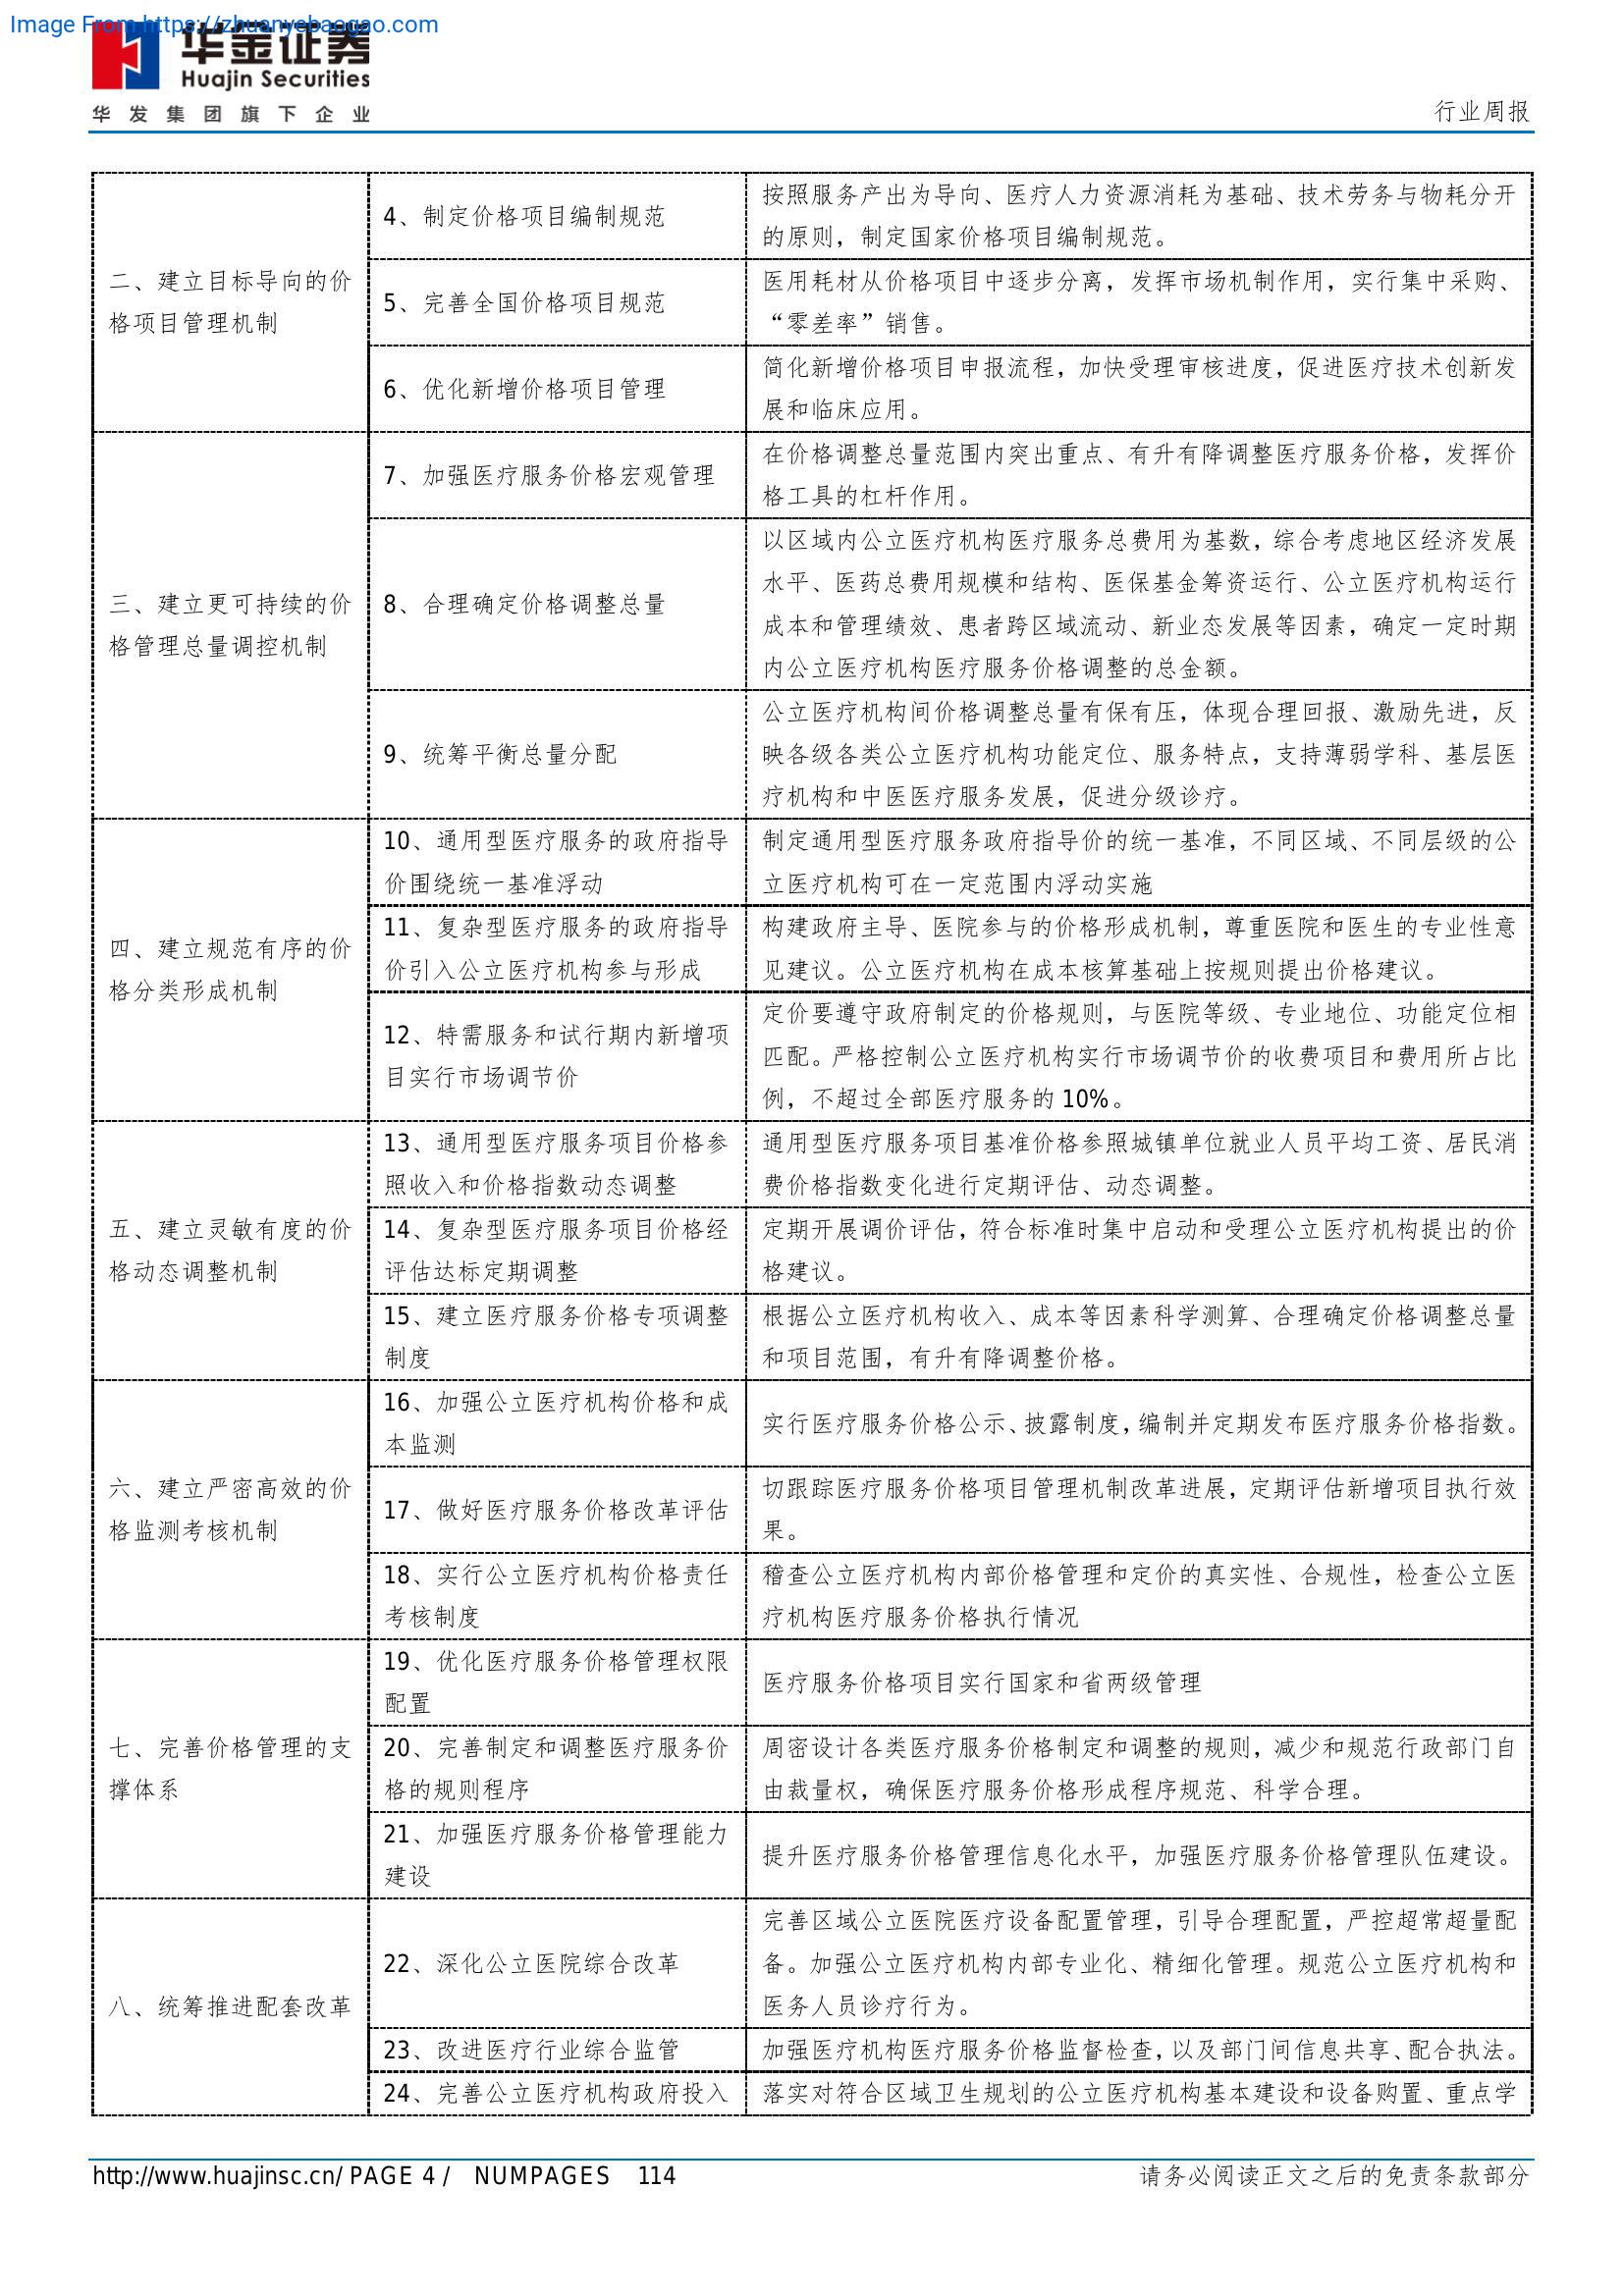 Image From https://zhuanyebaogao.com
华金证券
Huajin Securities
华发集团旗下企业
行业周报
二、建立目标导向的价
格项目管理机制
4、制定价格项目编制规范
按照服务产出为导向、医疗人力资源消耗为基础、技术劳务与物耗分开
的原则，制定国家价格项目编制规范。
5、完善全国价格项目规范
医用耗材从价格项目中逐步分离，发挥市场机制作用，实行集中采购、
“零差率”销售。
6、优化新增价格项目管理
简化新增价格项目申报流程，加快受理审核进度，促进医疗技术创新发
展和临床应用。
三、建立更可持续的价
格管理总量调控机制
7、加强医疗服务价格宏观管理
在价格调整总量范围内突出重点、有升有降调整医疗服务价格，发挥价
格工具的杠杆作用。
8、合理确定价格调整总量
以区域内公立医疗机构医疗服务总费用为基数，综合考虑地区经济发展
水平、医药总费用规模和结构、医保基金筹资运行、公立医疗机构运行
成本和管理绩效、患者跨区域流动、新业态发展等因素，确定一定时期
内公立医疗机构医疗服务价格调整的总金额。
9、统筹平衡总量分配
公立医疗机构间价格调整总量有保有压，体现合理回报、激励先进，反
映各级各类公立医疗机构功能定位、服务特点，支持薄弱学科、基层医
疗机构和中医医疗服务发展，促进分级诊疗。
四、建立规范有序的价
格分类形成机制
10、通用型医疗服务的政府指导
价围绕统一基准浮动
制定通用型医疗服务政府指导价的统一基准，不同区域、不同层级的公
立医疗机构可在一定范围内浮动实施
11、复杂型医疗服务的政府指导
价引入公立医疗机构参与形成
构建政府主导、医院参与的价格形成机制，尊重医院和医生的专业性意
见建议。公立医疗机构在成本核算基础上按规则提出价格建议。
12、特需服务和试行期内新增项
目实行市场调节价
定价要遵守政府制定的价格规则，与医院等级、专业地位、功能定位相
匹配。严格控制公立医疗机构实行市场调节价的收费项目和费用所占比
例，不超过全部医疗服务的 10%。
五、建立灵敏有度的价
格动态调整机制
13、通用型医疗服务项目价格参
照收入和价格指数动态调整
通用型医疗服务项目基准价格参照城镇单位就业人员平均工资、居民消
费价格指数变化进行定期评估、动态调整。
14、复杂型医疗服务项目价格经
评估达标定期调整
定期开展调价评估，符合标准时集中启动和受理公立医疗机构提出的价
格建议。
15、建立医疗服务价格专项调整
制度
根据公立医疗机构收入、成本等因素科学测算、合理确定价格调整总量
和项目范围，有升有降调整价格。
六、建立严密高效的价
格监测考核机制
16、加强公立医疗机构价格和成
本监测
实行医疗服务价格公示、披露制度，编制并定期发布医疗服务价格指数。
17、做好医疗服务价格改革评估
切跟踪医疗服务价格项目管理机制改革进展，定期评估新增项目执行效
果。
18、实行公立医疗机构价格责任
考核制度
稽查公立医疗机构内部价格管理和定价的真实性、合规性，检查公立医
疗机构医疗服务价格执行情况
七、完善价格管理的支
撑体系
19、优化医疗服务价格管理权限
配置
医疗服务价格项目实行国家和省两级管理
20、完善制定和调整医疗服务价
格的规则程序
周密设计各类医疗服务价格制定和调整的规则，减少和规范行政部门自
由裁量权，确保医疗服务价格形成程序规范、科学合理。
21、加强医疗服务价格管理能力
建设
提升医疗服务价格管理信息化水平，加强医疗服务价格管理队伍建设。
八、统筹推进配套改革
22、深化公立医院综合改革
完善区域公立医院医疗设备配置管理，引导合理配置，严控超常超量配
备。加强公立医疗机构内部专业化、精细化管理。规范公立医疗机构和
医务人员诊疗行为。
23、改进医疗行业综合监管
加强医疗机构医疗服务价格监督检查，以及部门间信息共享、配合执法。
24、完善公立医疗机构政府投入
落实对符合区域卫生规划的公立医疗机构基本建设和设备购置、重点学
http://www.huajinsc.cn/ PAGE 4 / NUMPAGES 114
请务必阅读正文之后的免责条款部分